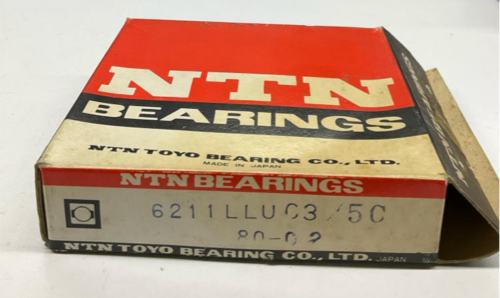 NTN
BEARINGS
NTN TOYO BEARING CO., LTD.
MADE IN JAPAN
NTN BEARINGS
6211LLUC3/5C
80-02
NTN TOYO BEARING CO., LTD. JAPAN